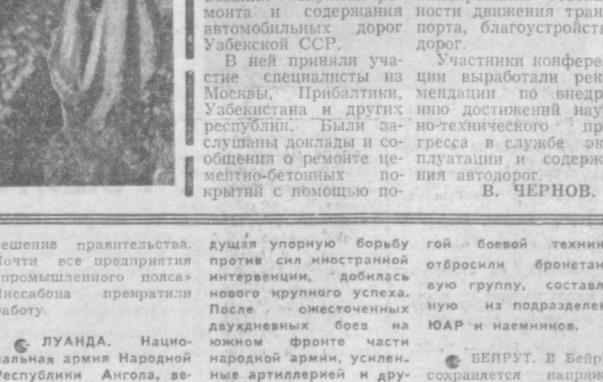 монта и содержания
автомобильных дорог
Узбекской ССР.
В ней приняли уча-
стие специалисты из
Москвы, Прибалтики,
Узбекистана и других
республик. Были за-
слушаны доклады и со-
общения о ремонте це-
ментно-бетонных по-
крытий с помощью по-
ности движения тран
порта, благоустройсть
дорог.
Участники конфере
ции выработали рек
мендации по внедр
нию достижений нау
но-технического пр
гресса в службе эк
плуатации и содерж
ния автодорог.
В. ЧЕРНОВ.
ешение правительства.
Почти все предприятия
промышленного пояса»
Лиссабона прекратили
работу.
ЛУАНДА. Нацио-
нальная армия Народной
Республики Ангола, ве-
дущая упорную борьбу
против сил иностранной
интервенции, добилась
нового крупного успеха.
После ожесточенных
двухдневных боев на
южном фронте части
народной армии, усилен-
ные артиллерией и дру-
гой боевой техники
отбросили бронетан
вую группу, составл
ную из подразделен
ЮАР и наемников.
БЕЙРУТ. В Бейр
сохраняется напряж